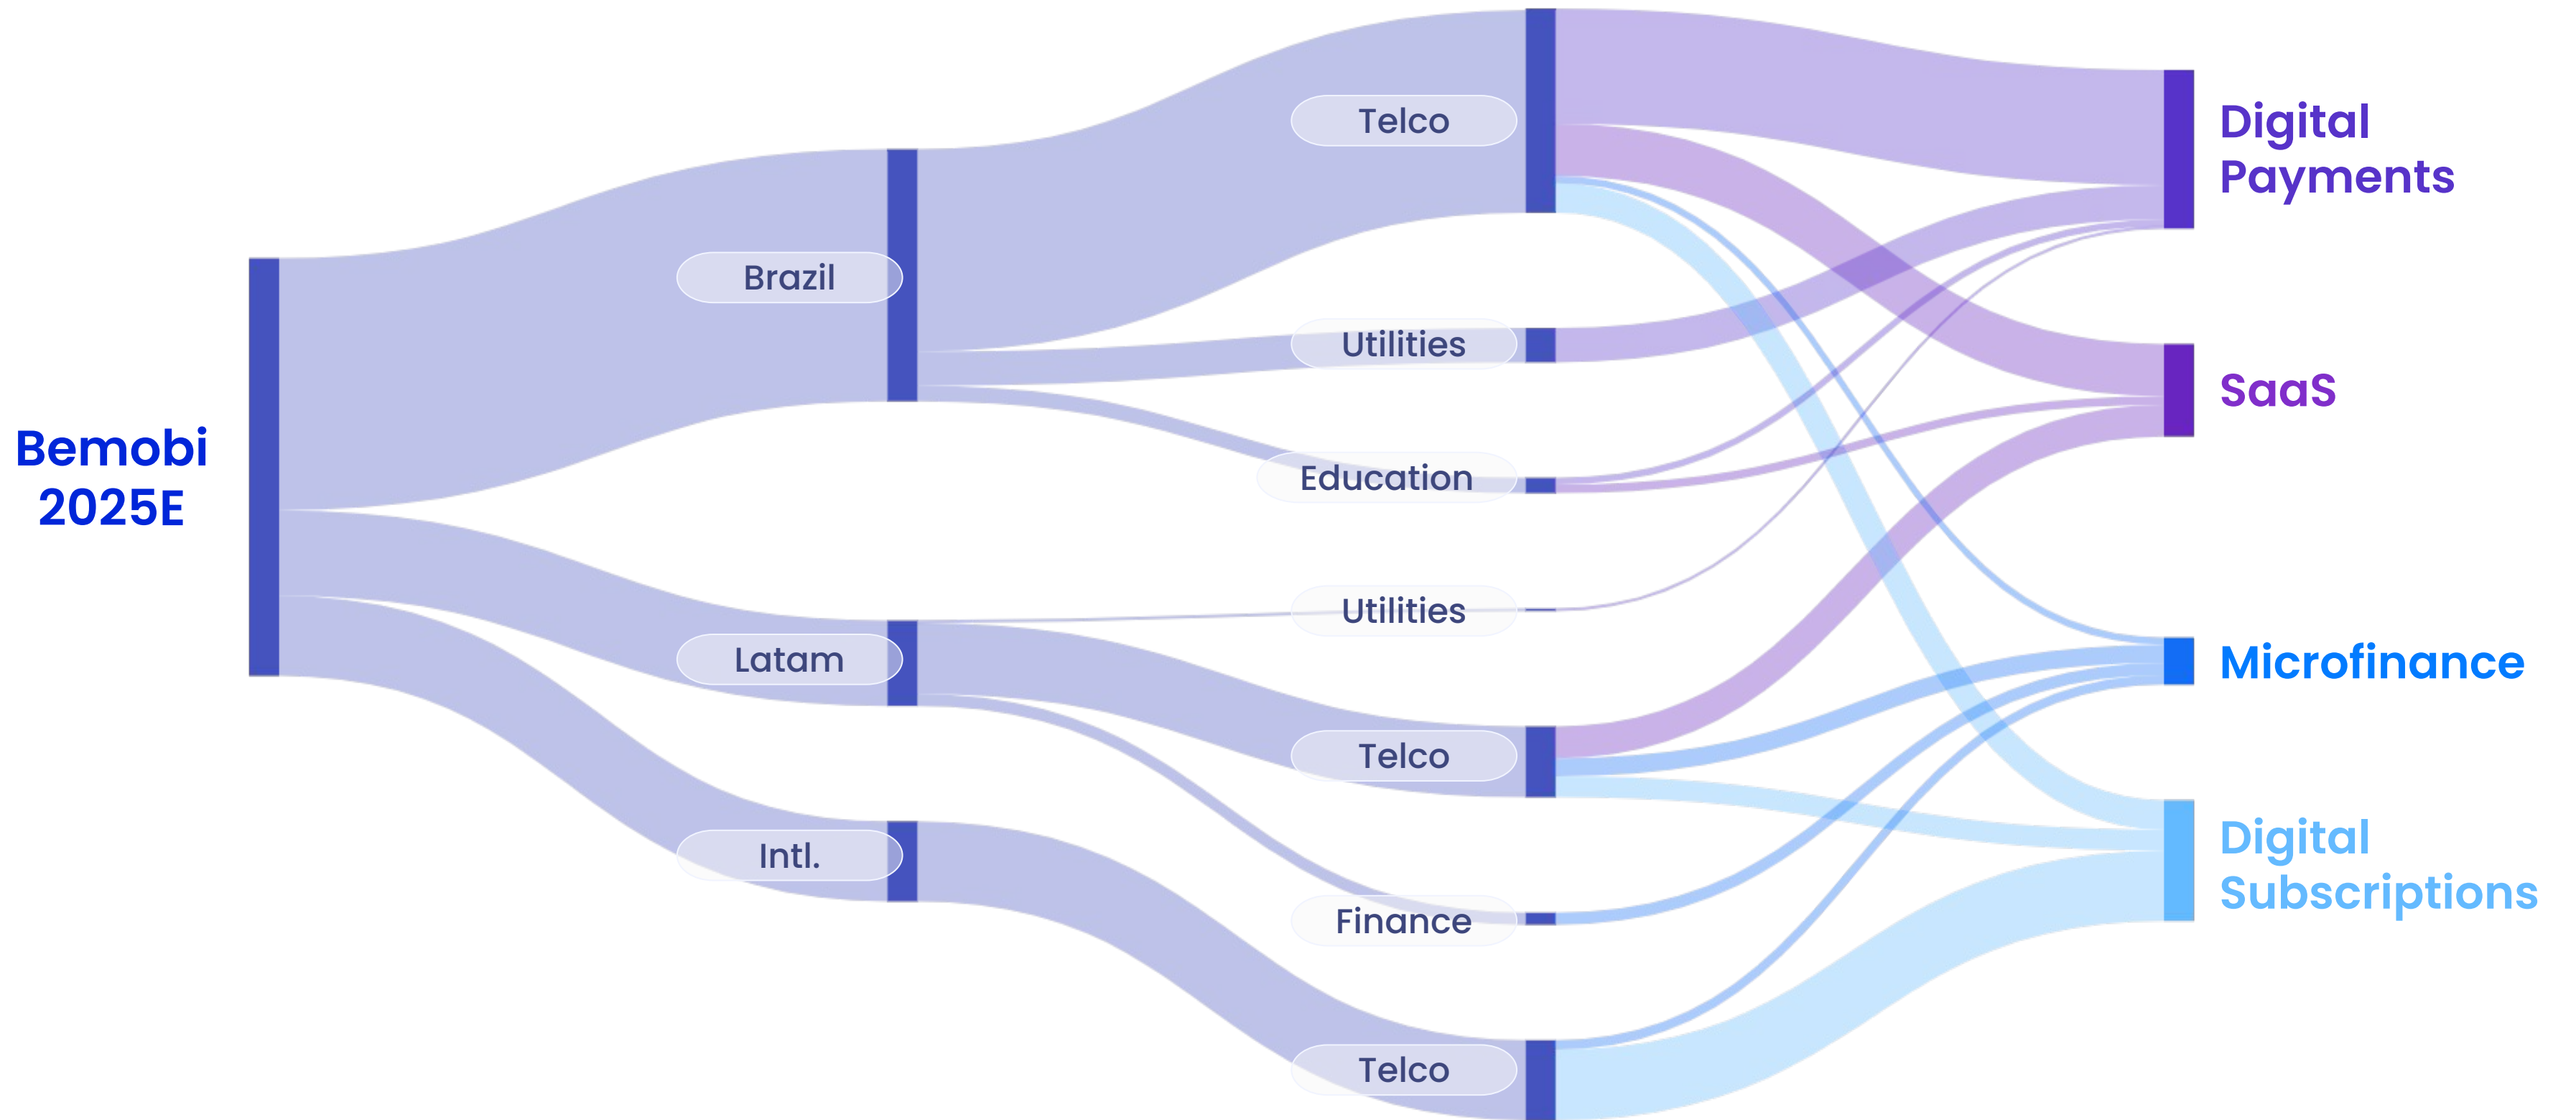 Bemobi
2025E
Brazil
Latam
Intl.
Telco
Utilities
Education
Utilities
Telco
Finance
Telco
Digital
Payments
SaaS
Microfinance
Digital
Subscriptions